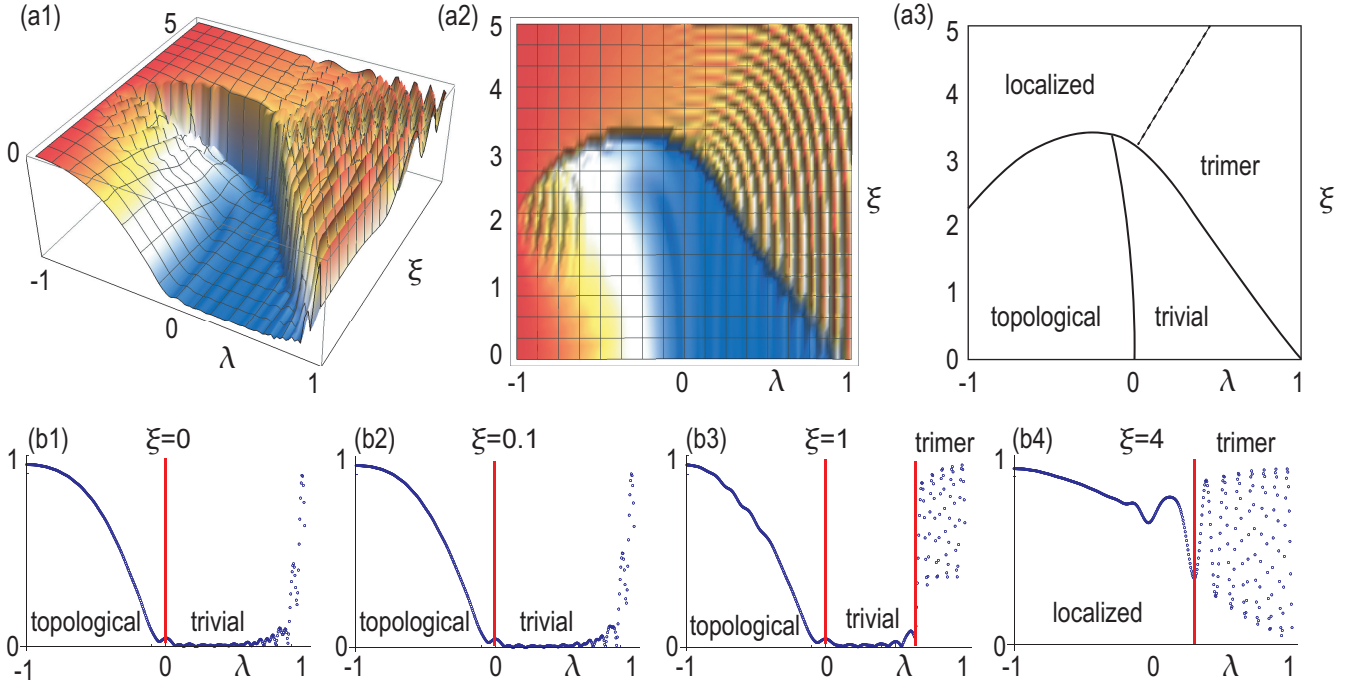 (a1)
5
0
-1
0
λ
1
ξ
(a2)
5
4
3
2
1
0
-1
0
λ
1
ξ
(a3)
5
4
3
2
1
0
localized
trimer
topological
trivial
-1
0
λ
1
ξ
(b1)
ξ=0
1
topological
trivial
0
-1
0
λ
1
(b2)
ξ=0.1
1
topological
trivial
0
-1
0
λ
1
(b3)
ξ=1
trimer
1
topological
trivial
0
-1
0
λ
1
(b4)
ξ=4
trimer
1
localized
0
-1
0
λ
1